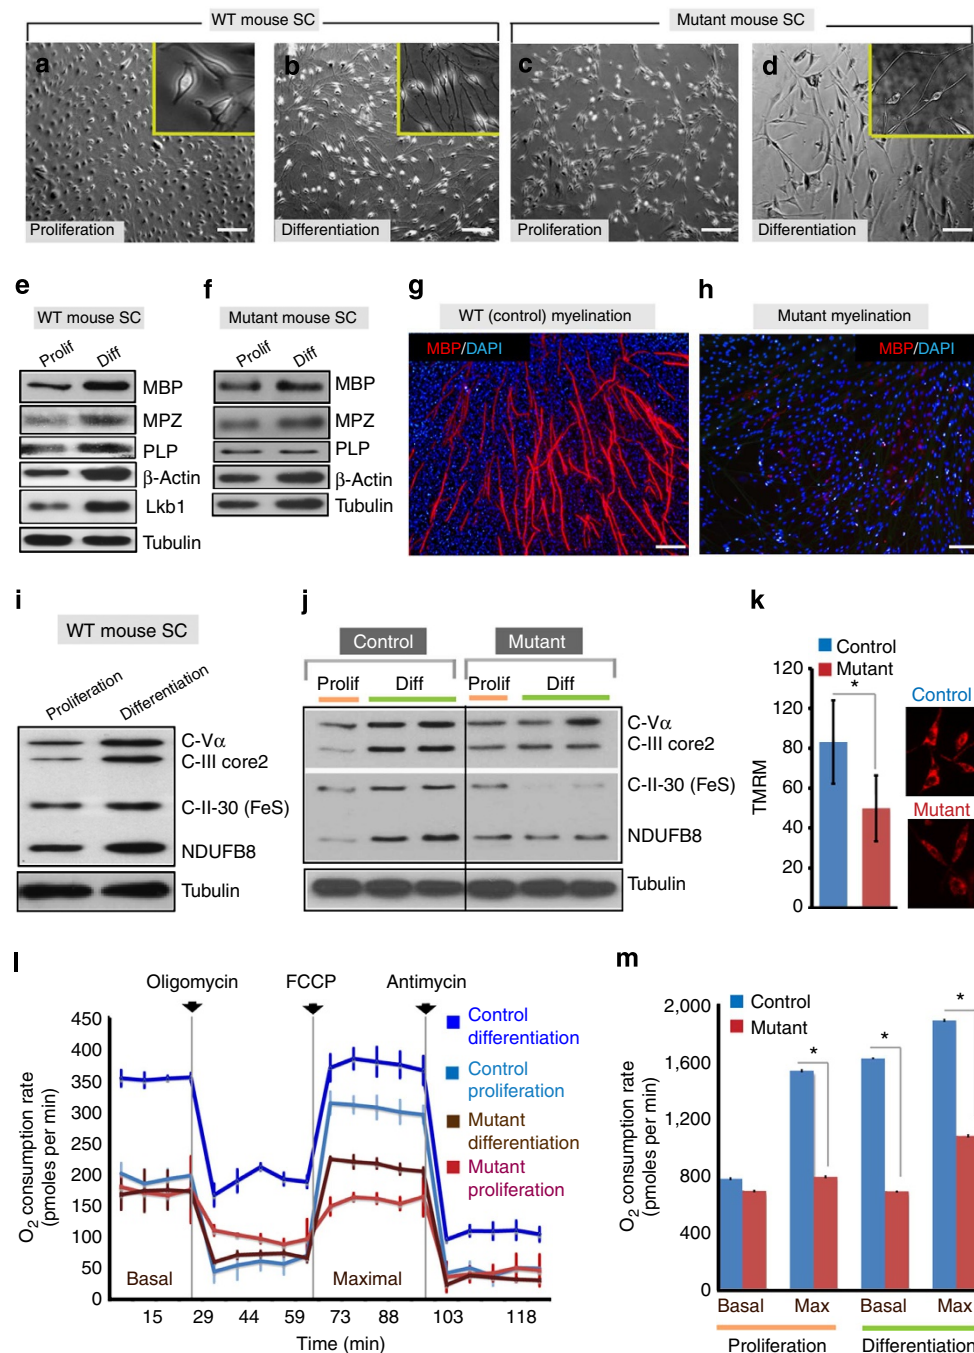 WT mouse SC
Mutant mouse SC
a
b
c
d
Proliferation
Differentiation
Proliferation
Differentiation
e
f
g
h
WT mouse SC
Mutant mouse SC
WT (control) myelination
Mutant myelination
Prolif
Diff
MBP
MPZ
PLP
β-Actin
Lkb1
Tubulin
Prolif
Diff
MBP
MPZ
PLP
β-Actin
Tubulin
MBP/DAPI
MBP/DAPI
i
j
k
WT mouse SC
Proliferation
Differentiation
C-Vα
C-III core2
C-II-30 (FeS)
NDUFB8
Tubulin
Control
Mutant
Prolif
Diff
Prolif
Diff
C-Vα
C-III core2
C-II-30 (FeS)
NDUFB8
Tubulin
Control
Mutant
*
TMRM
120
120
80
60
40
20
0
Control
Mutant
l
m
Oligomycin
FCCP
Antimycin
O2 consumption rate
(pmoles per min)
450
400
350
300
250
200
150
100
50
0
Control
differentiation
Control
proliferation
Mutant
differentiation
Mutant
proliferation
Basal
Maximal
15 29 44 59 73 88 103 118
Time (min)
O2 consumption rate
(pmoles per min)
2,000
1,600
1,200
800
400
0
Control
Mutant
*
*
*
Basal Max Basal Max
Proliferation
Differentiation